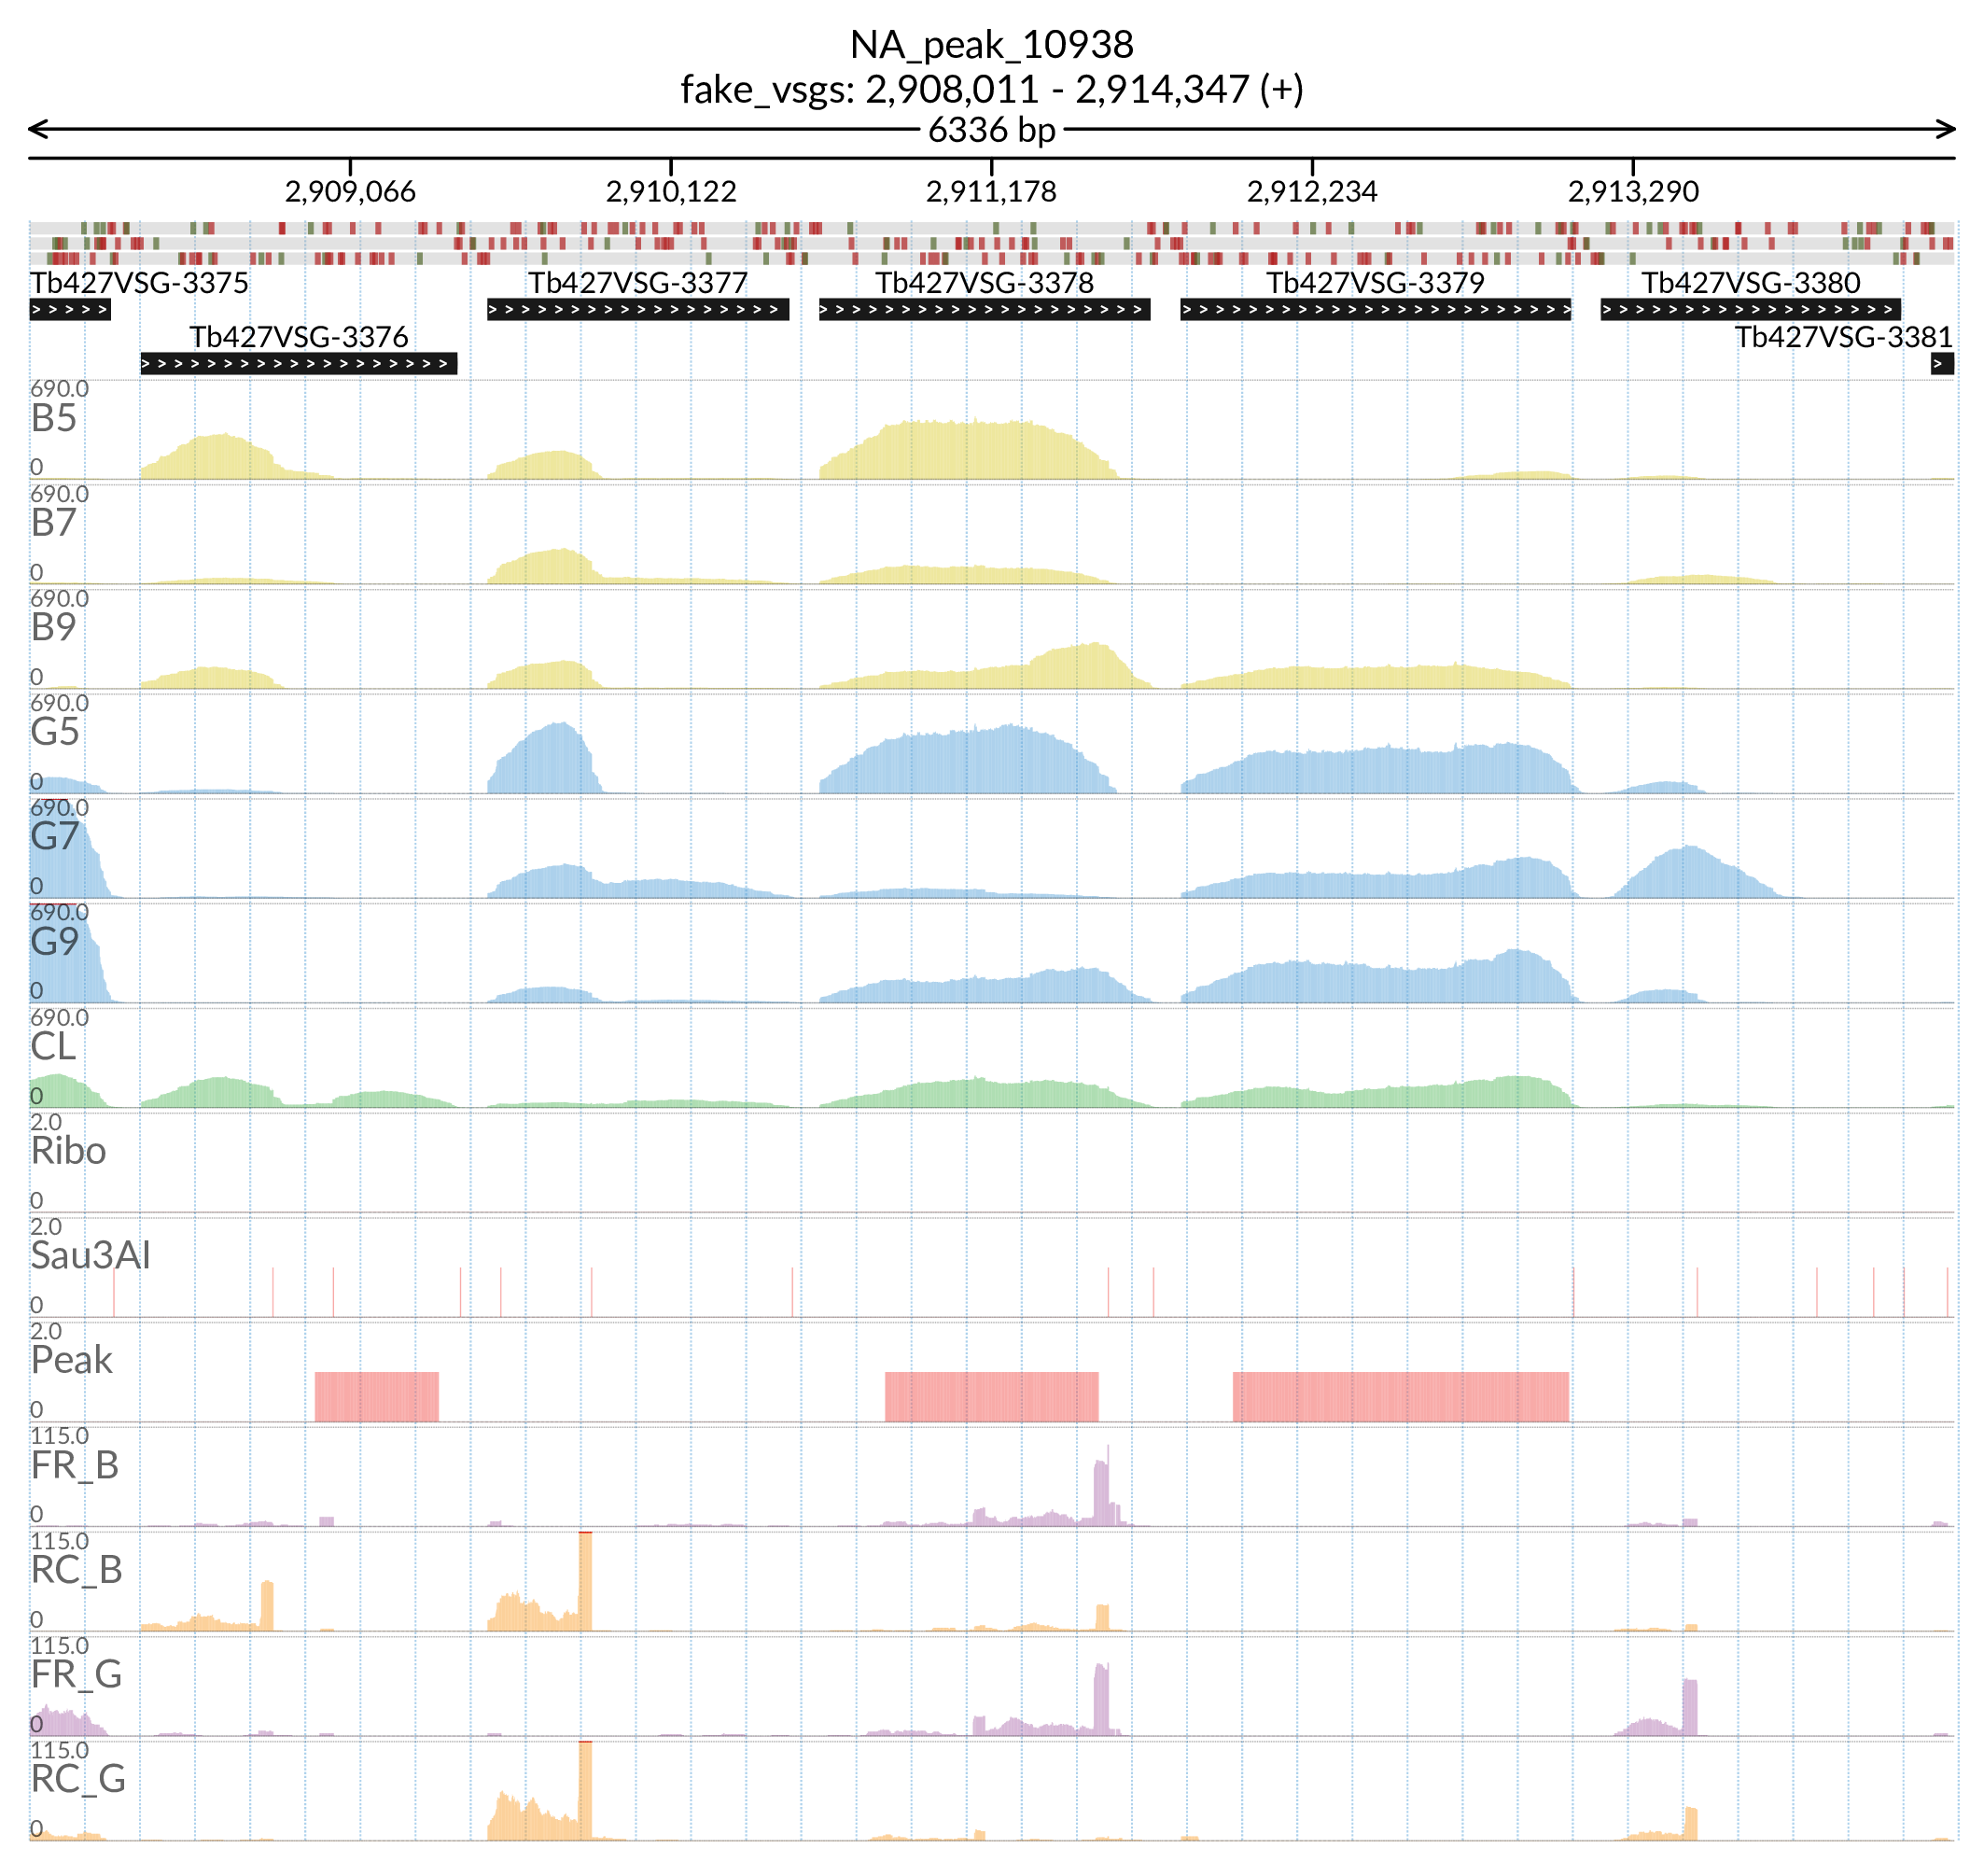 NA_peak_10938
fake_vsgs: 2,908,011 - 2,914,347 (+)
6336 bp
2,909,066 2,910,122 2,911,178 2,912,234 2,913,290
Tb427VSG-3375 Tb427VSG-3377 Tb427VSG-3378 Tb427VSG-3379 Tb427VSG-3380
Tb427VSG-3376 Tb427VSG-3381
690.0
B5
0
690.0
B7
0
690.0
B9
0
690.0
G5
0
690.0
G7
0
690.0
G9
0
690.0
CL
0
2.0
Ribo
0
2.0
Sau3AI
0
2.0
Peak
0
115.0
FR_B
0
115.0
RC_B
0
115.0
FR_G
0
115.0
RC_G
0